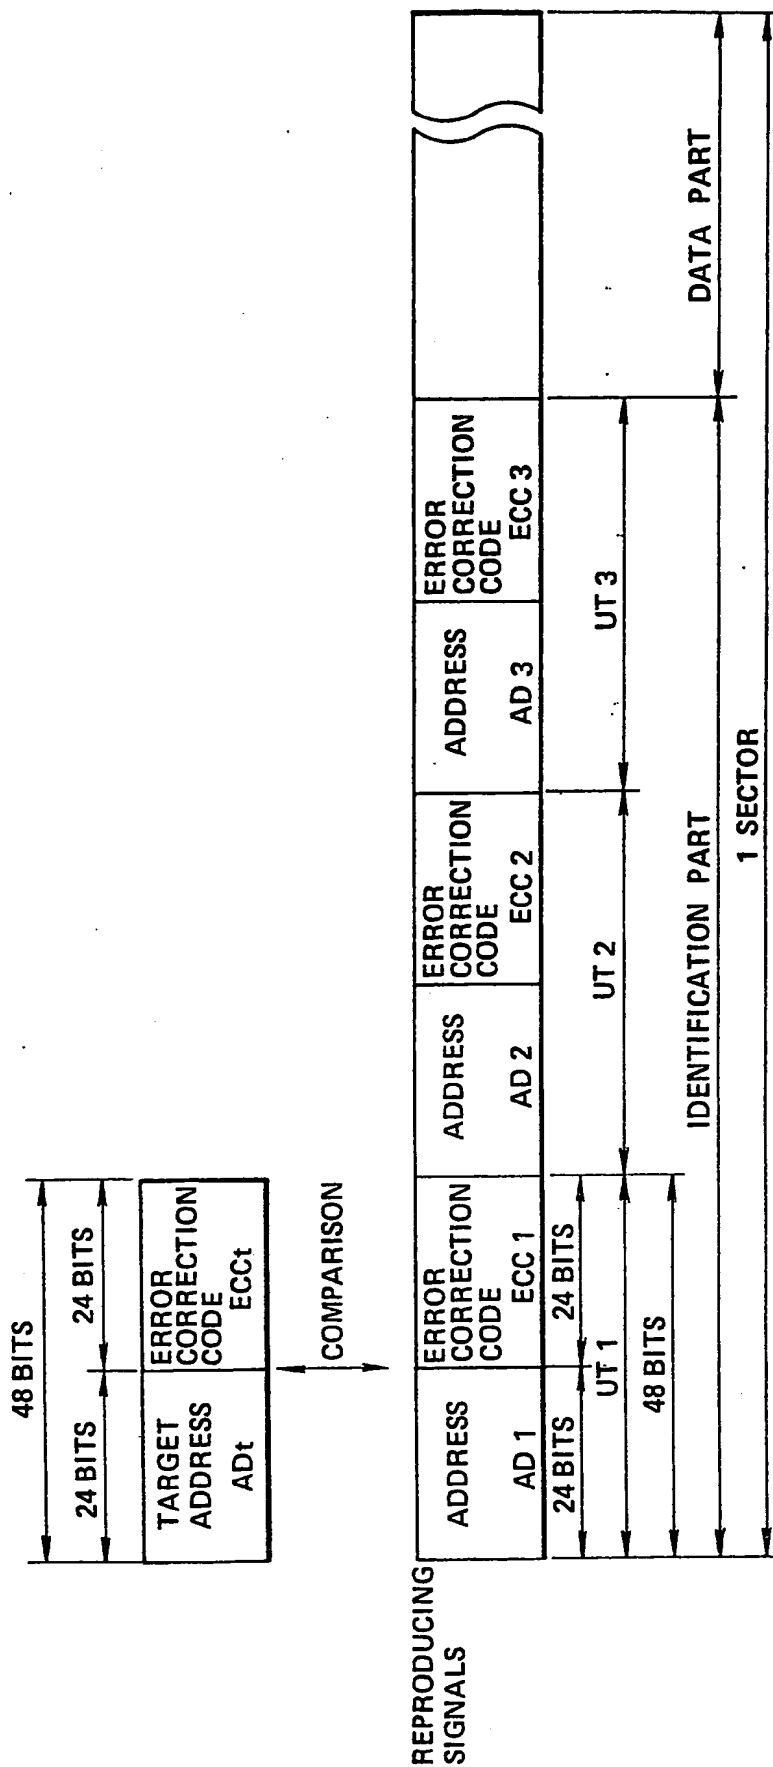 48 BITS
24 BITS
24 BITS
TARGET
ADDRESS
ADt
ERROR
CORRECTION
CODE
ECCt
COMPARISON
REPRODUCING
SIGNALS
ADDRESS
AD 1
ERROR
CORRECTION
CODE
ECC 1
ADDRESS
AD 2
ERROR
CORRECTION
CODE
ECC 2
ADDRESS
AD 3
ERROR
CORRECTION
CODE
ECC 3
24 BITS
24 BITS
UT 1
UT 2
UT 3
48 BITS
IDENTIFICATION PART
DATA PART
1 SECTOR